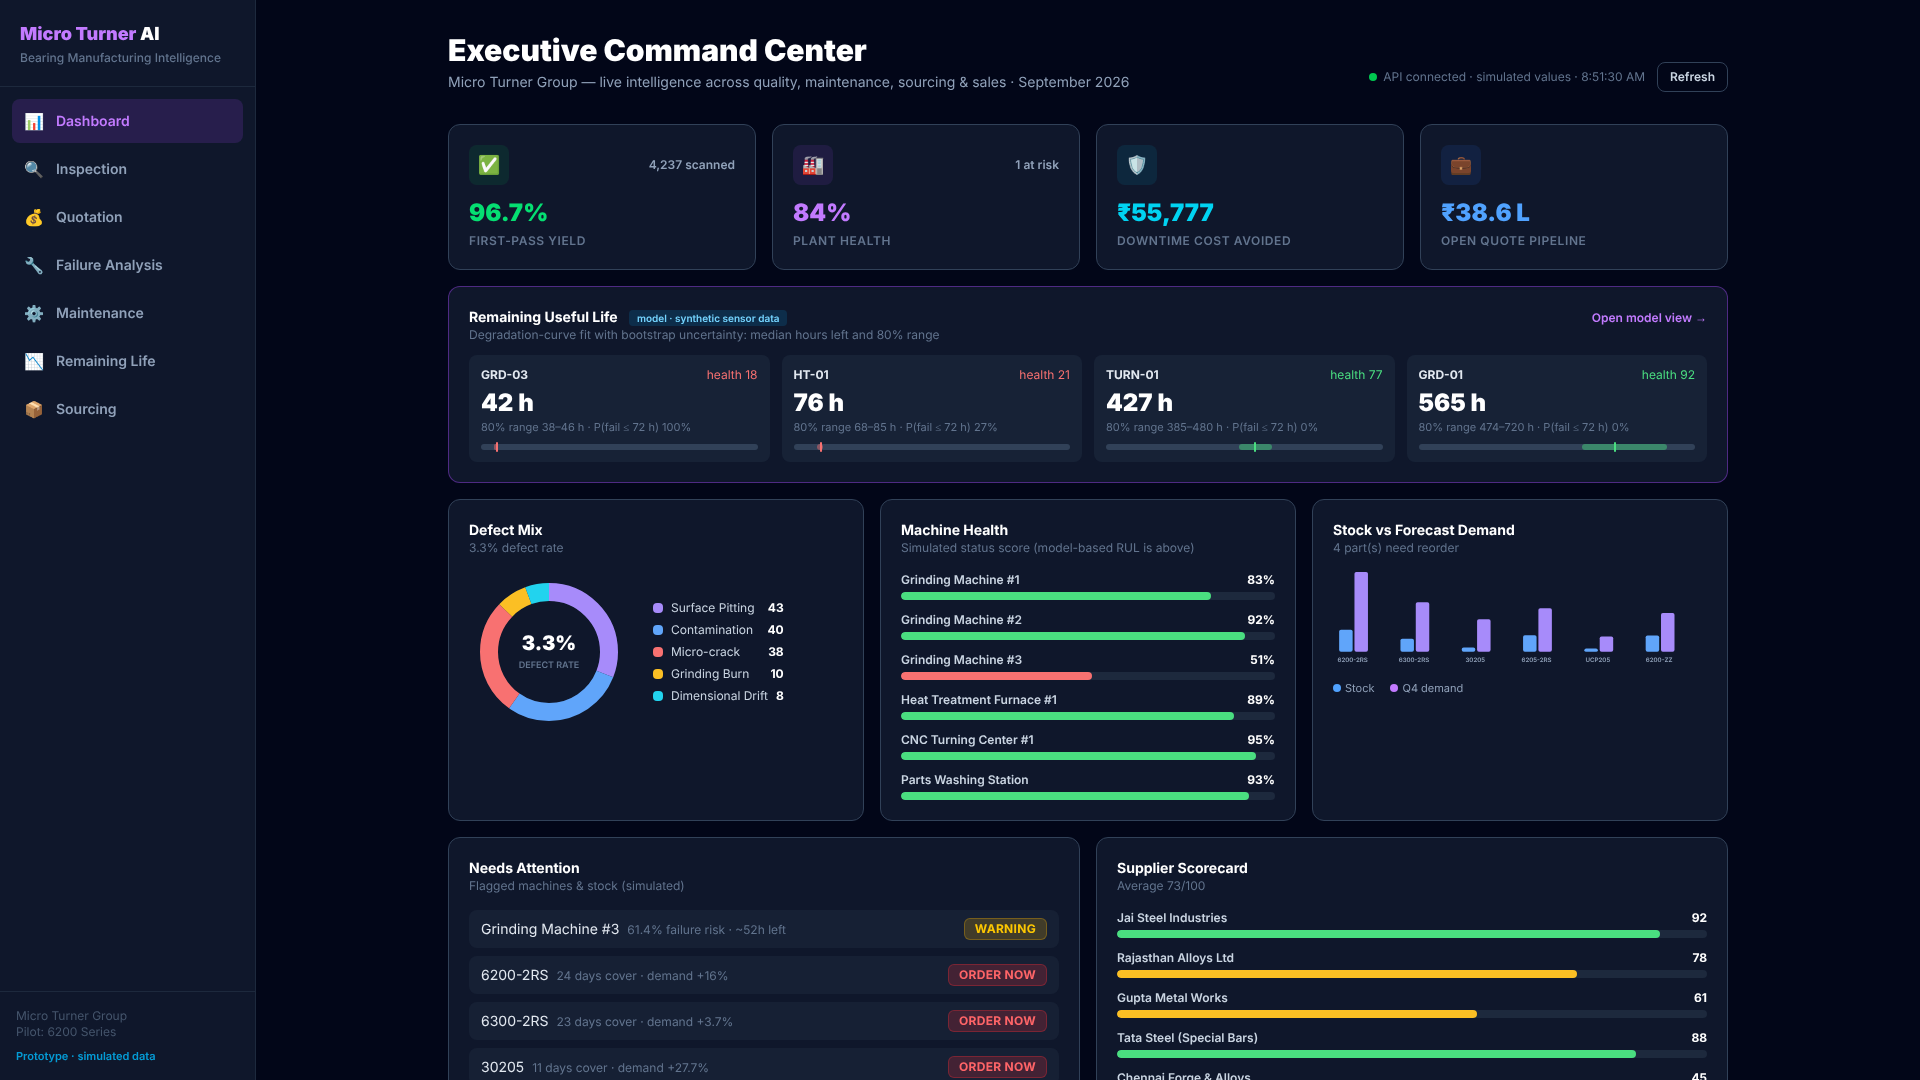 Micro Turner AI
Bearing Manufacturing Intelligence
Dashboard
Inspection
Quotation
Failure Analysis
Maintenance
Remaining Life
Sourcing
Micro Turner Group
Pilot: 6200 Series
Prototype · simulated data
Executive Command Center
Micro Turner Group — live intelligence across quality, maintenance, sourcing & sales · September 2026
API connected · simulated values · 8:51:30 AM
Refresh
4,237 scanned
96.7%
FIRST-PASS YIELD
1 at risk
84%
PLANT HEALTH
₹55,777
DOWNTIME COST AVOIDED
₹38.6 L
OPEN QUOTE PIPELINE
Remaining Useful Life model · synthetic sensor data
Open model view →
Degradation-curve fit with bootstrap uncertainty: median hours left and 80% range
GRD-03 health 18
42 h
80% range 38–46 h · P(fail ≤ 72 h) 100%
HT-01 health 21
76 h
80% range 68–85 h · P(fail ≤ 72 h) 27%
TURN-01 health 77
427 h
80% range 385–480 h · P(fail ≤ 72 h) 0%
GRD-01 health 92
565 h
80% range 474–720 h · P(fail ≤ 72 h) 0%
Defect Mix
3.3% defect rate
3.3%
DEFECT RATE
Surface Pitting 43
Contamination 40
Micro-crack 38
Grinding Burn 10
Dimensional Drift 8
Machine Health
Simulated status score (model-based RUL is above)
Grinding Machine #1 83%
Grinding Machine #2 92%
Grinding Machine #3 51%
Heat Treatment Furnace #1 89%
CNC Turning Center #1 95%
Parts Washing Station 93%
Stock vs Forecast Demand
4 part(s) need reorder
6200-2RS 6300-2RS 30205 6205-2RS UCP205 6200-ZZ
Stock Q4 demand
Needs Attention
Flagged machines & stock (simulated)
Grinding Machine #3 61.4% failure risk · ~52h left WARNING
6200-2RS 24 days cover · demand +16% ORDER NOW
6300-2RS 23 days cover · demand +3.7% ORDER NOW
30205 11 days cover · demand +27.7% ORDER NOW
Supplier Scorecard
Average 73/100
Jai Steel Industries 92
Rajasthan Alloys Ltd 78
Gupta Metal Works 61
Tata Steel (Special Bars) 88
Chennai Forge & Alloys 45